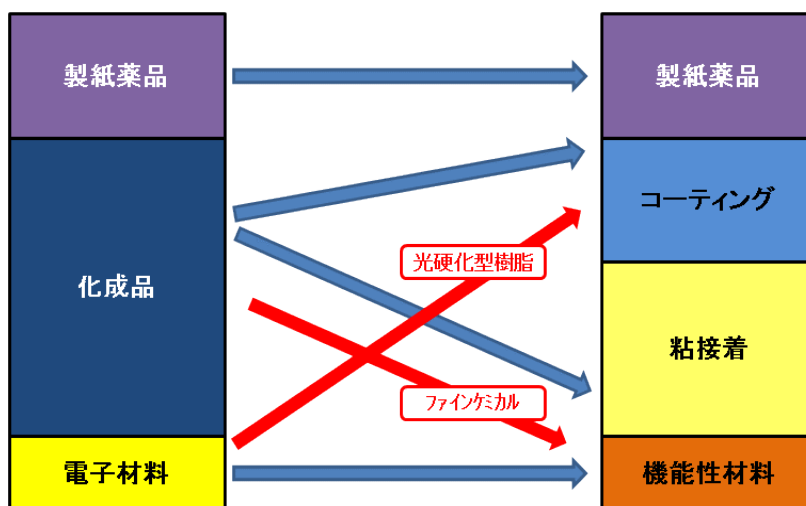 製紙薬品
製紙薬品
コーティング
光硬化型樹脂
化成品
粘接着
ファインケミカル
電子材料
機能性材料